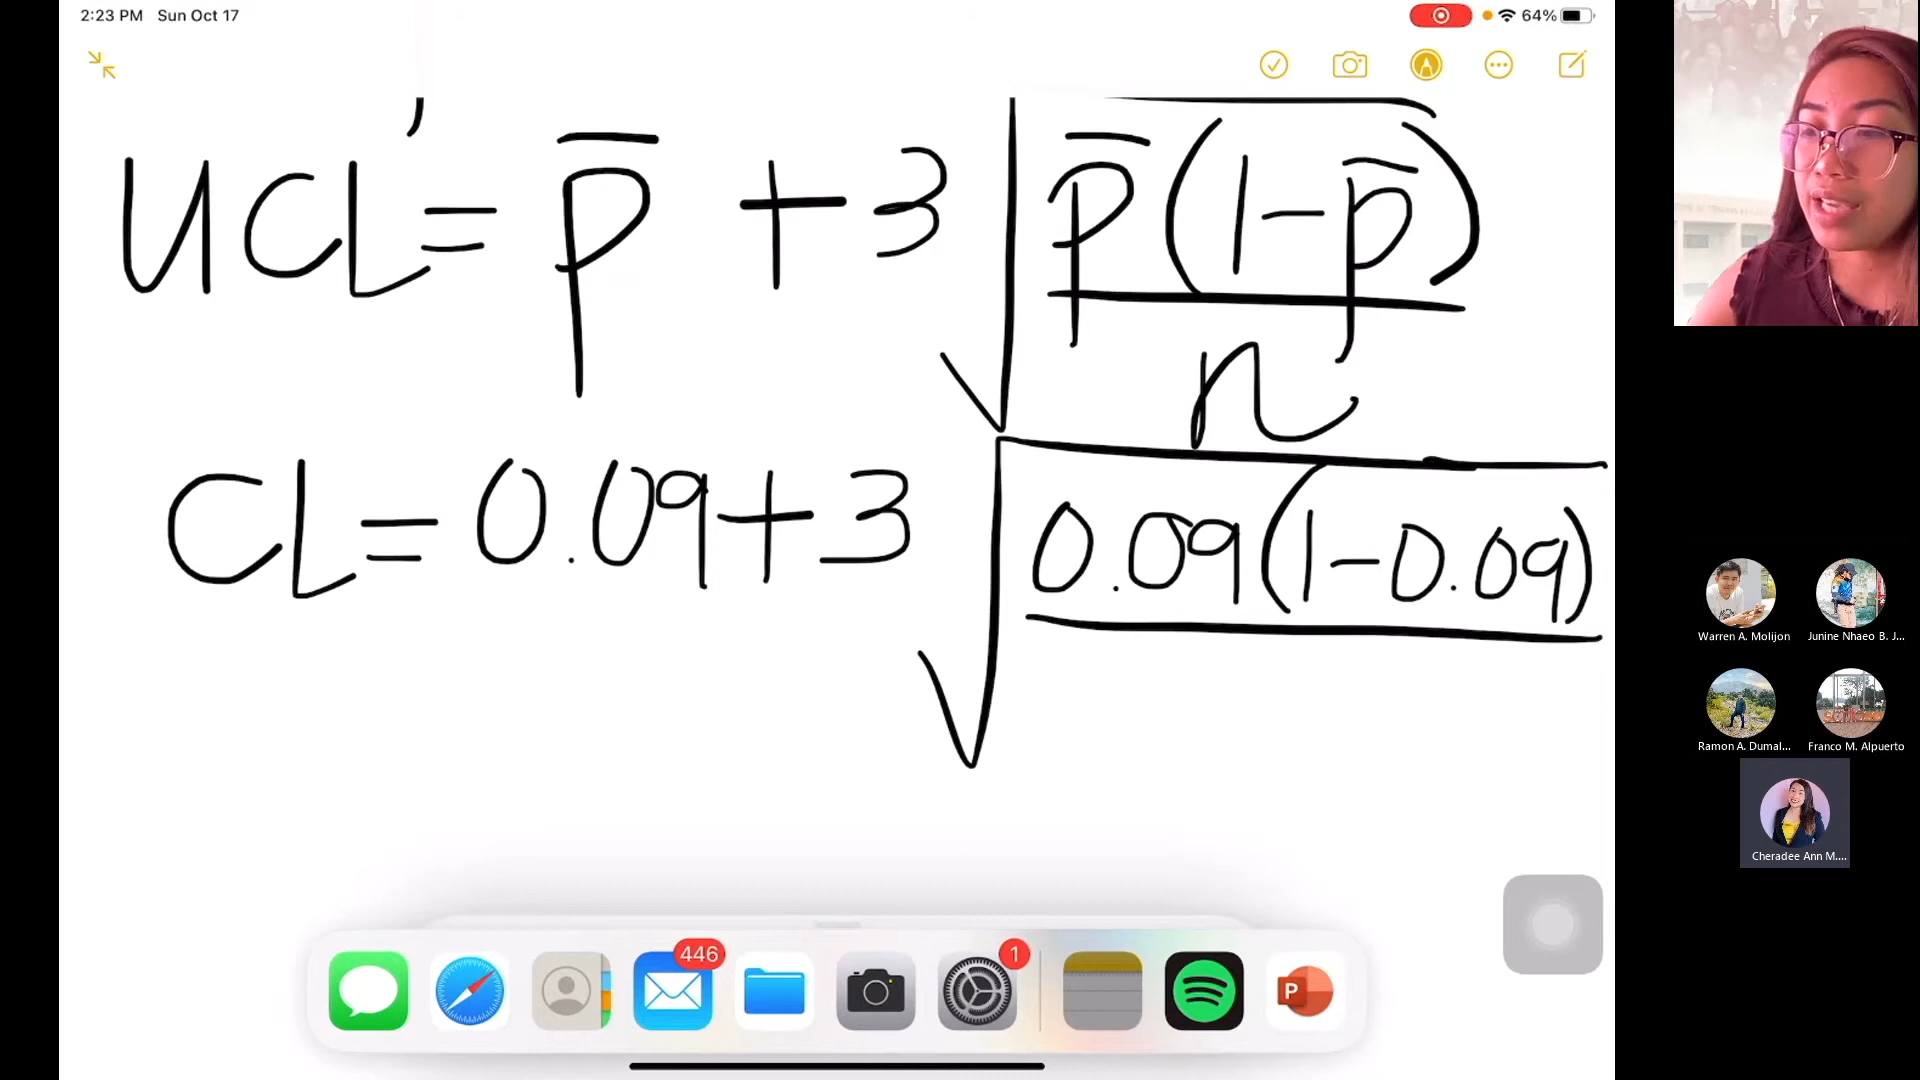 2:23 PM Sun Oct 17
64%
UCL = p̅ + 3 √ p̅(1-p̅)
n
CL = 0.09 + 3 √ 0.09(1-0.09)
Warren A. Molijon
Junine Nhaeo B. J...
Ramon A. Dumal...
Franco M. Alpuerto
Cheradee Ann M....
446
1
P